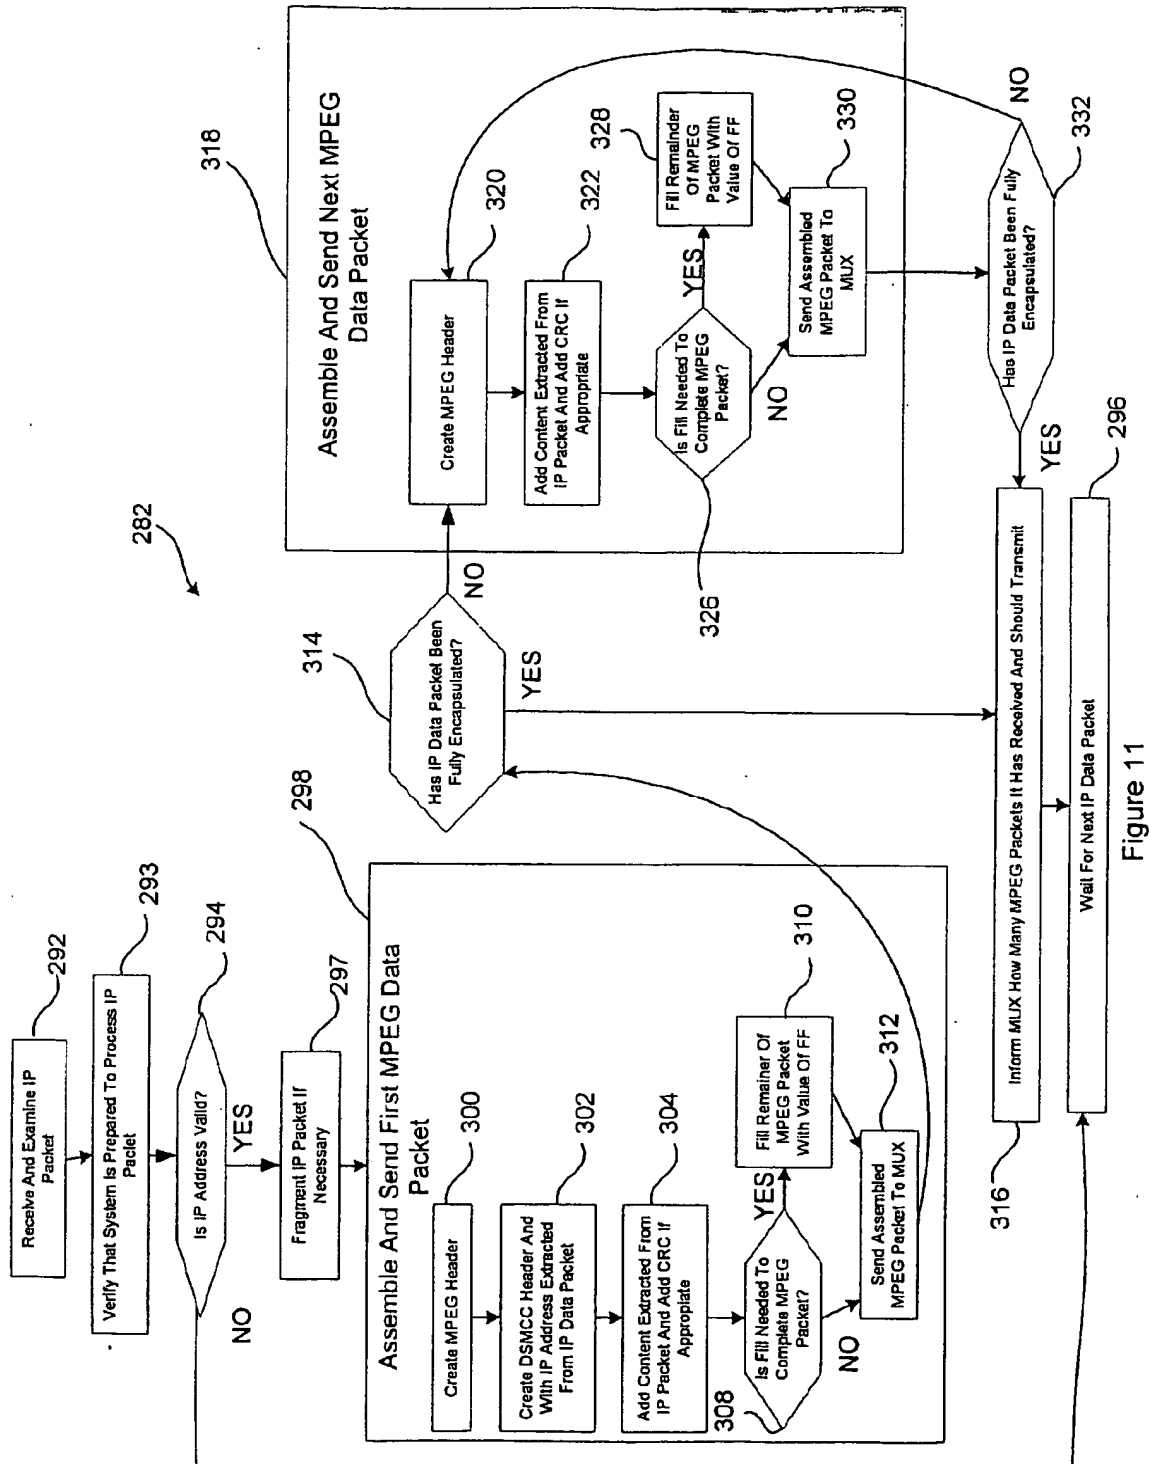 292
Receive And Examine IP
Packet
293
Verify That System Is Prepared To Process IP
Paclet
294
Is IP Address Valid?
NO
YES
297
Fragment IP Packet If
Necessary
298
Assemble And Send First MPEG Data
Packet
300
Create MPEG Header
302
Create DSMCC Header And
With IP Address Extracted
From IP Data Packet
304
Add Content Extracted From
IP Packet And Add CRC If
Appropiate
308
Is Fill Needed To
Complete MPEG
Packet?
YES
NO
310
Fill Remainer Of
MPEG Packet
With Value Of FF
312
Send Assembled
MPEG Packet To MUX
282
314
Has IP Data Packet Been
Fully Encapsulated?
NO
YES
318
Assemble And Send Next MPEG
Data Packet
320
Create MPEG Header
322
Add Content Extracted From
IP Packet And Add CRC If
Appropriate
326
Is Fill Needed To
Complete MPEG
Packet?
YES
NO
328
Fill Remainder
Of MPEG
Packet With
Value Of FF
330
Send Assembled
MPEG Packet To
MUX
332
Has IP Data Packet Been Fully
Encapsulated?
NO
YES
316
Inform MUX How Many MPEG Packets It Has Received And Should Transmit
296
Wait For Next IP Data Packet
Figure 11